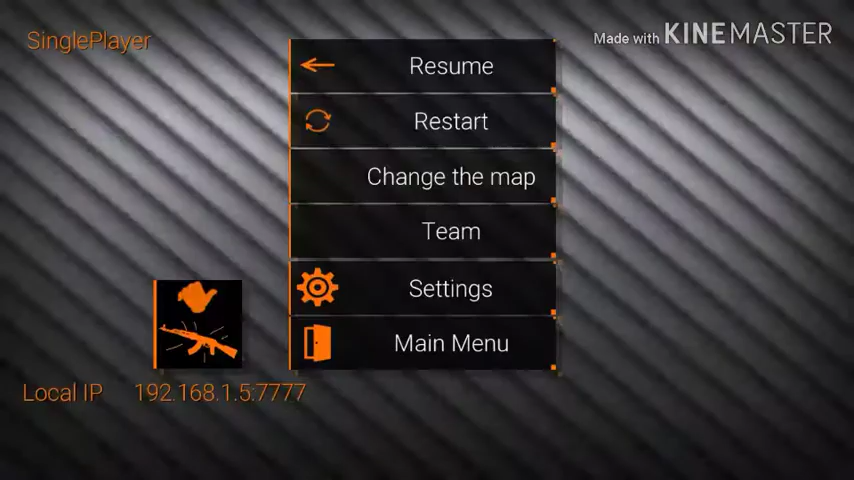 SinglePlayer
Made with KINEMASTER
Resume
Restart
Change the map
Team
Settings
Main Menu
Local IP 192.168.1.5:7777